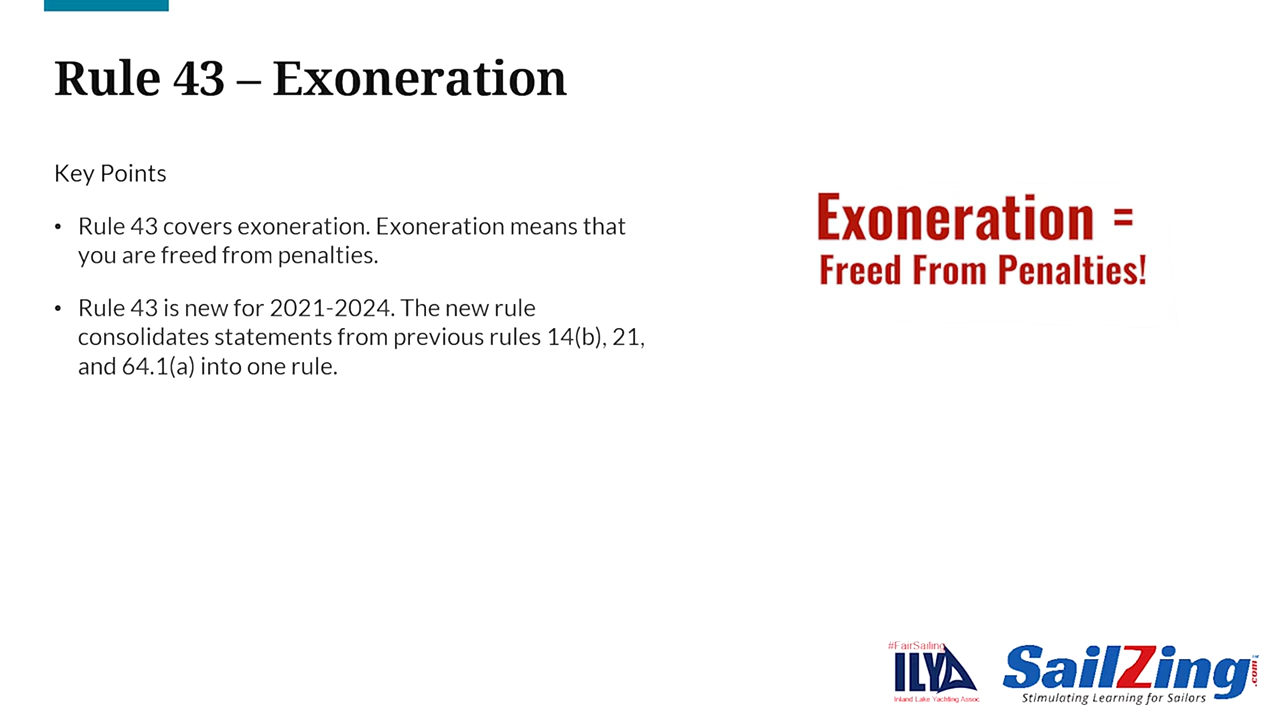 Rule 43 – Exoneration
Key Points
• Rule 43 covers exoneration. Exoneration means that
you are freed from penalties.
• Rule 43 is new for 2021-2024. The new rule
consolidates statements from previous rules 14(b), 21,
and 64.1(a) into one rule.
Exoneration =
Freed From Penalties!
#FairSailing
ILYA
Inland Lake Yachting Assoc.
SailZing.com™
Stimulating Learning for Sailors